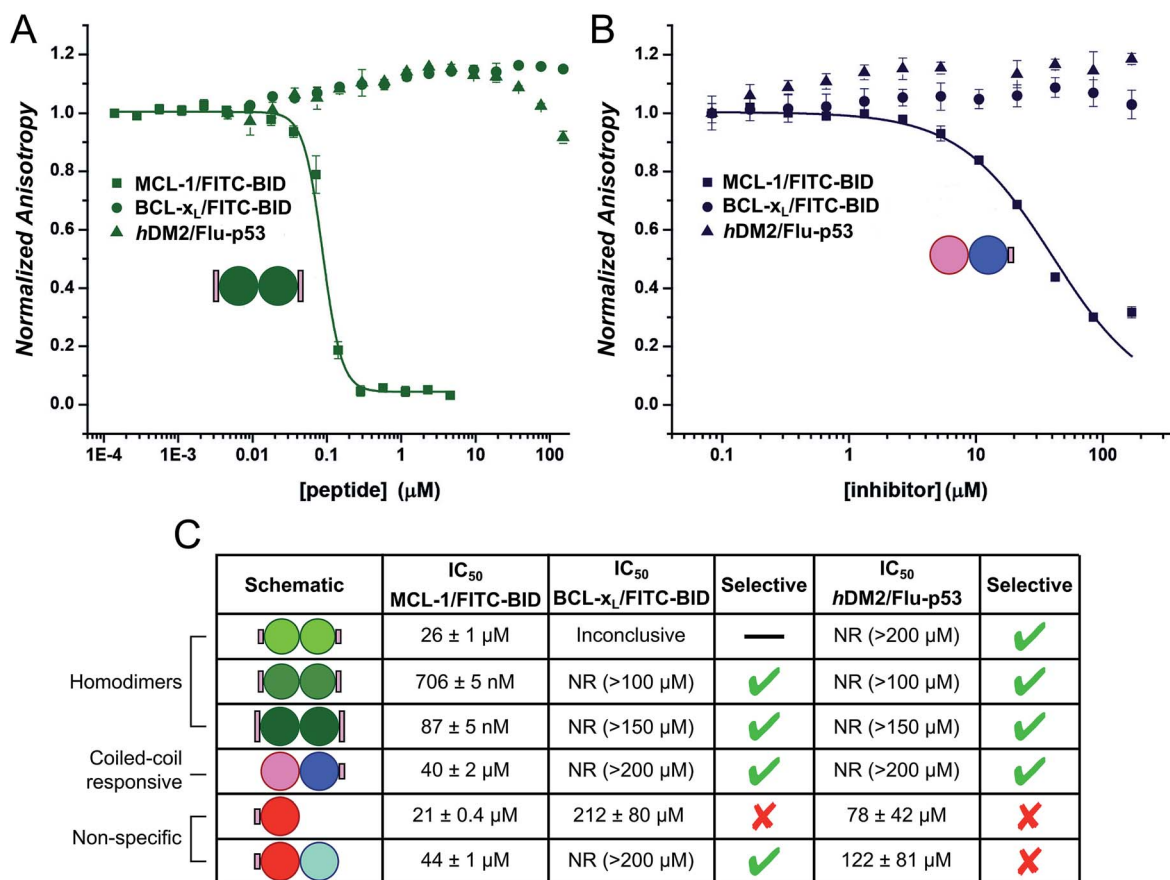 A
Normalized Anisotropy
1.2
1.0
0.8
0.6
0.4
0.2
0.0
MCL-1/FITC-BID
BCL-xL/FITC-BID
hDM2/Flu-p53
1E-4 1E-3 0.01 0.1 1 10 100
[peptide] (μM)
B
Normalized Anisotropy
1.2
1.0
0.8
0.6
0.4
0.2
0.0
MCL-1/FITC-BID
BCL-xL/FITC-BID
hDM2/Flu-p53
0.1 1 10 100
[inhibitor] (μM)
C
Schematic
IC50
MCL-1/FITC-BID
IC50
BCL-xL/FITC-BID
Selective
IC50
hDM2/Flu-p53
Selective
Homodimers
26 ± 1 μM Inconclusive — NR (>200 μM) ✓
706 ± 5 nM NR (>100 μM) ✓ NR (>100 μM) ✓
87 ± 5 nM NR (>150 μM) ✓ NR (>150 μM) ✓
Coiled-coil
responsive
40 ± 2 μM NR (>200 μM) ✓ NR (>200 μM) ✓
Non-specific
21 ± 0.4 μM 212 ± 80 μM ✘ 78 ± 42 μM ✘
44 ± 1 μM NR (>200 μM) ✓ 122 ± 81 μM ✘